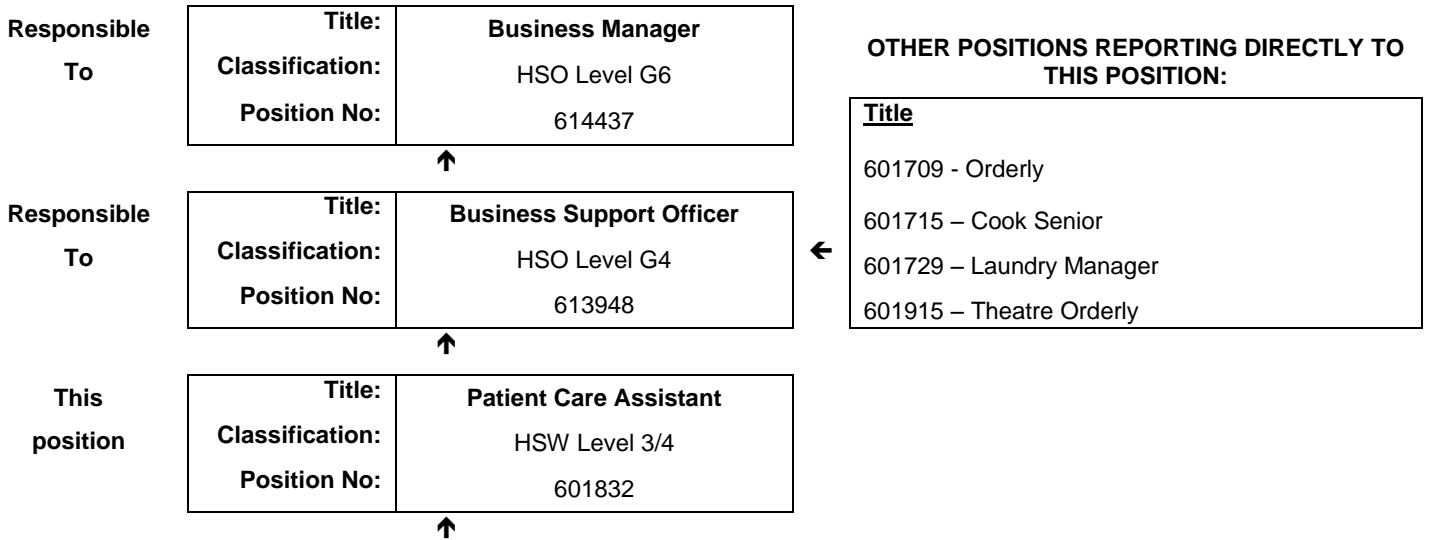 Responsible
To
Title:
Classification:
Position No:
Business Manager
HSO Level G6
614437
OTHER POSITIONS REPORTING DIRECTLY TO
THIS POSITION:
Title
601709 - Orderly
601715 – Cook Senior
601729 – Laundry Manager
601915 – Theatre Orderly
Responsible
To
Title:
Classification:
Position No:
Business Support Officer
HSO Level G4
613948
This
position
Title:
Classification:
Position No:
Patient Care Assistant
HSW Level 3/4
601832